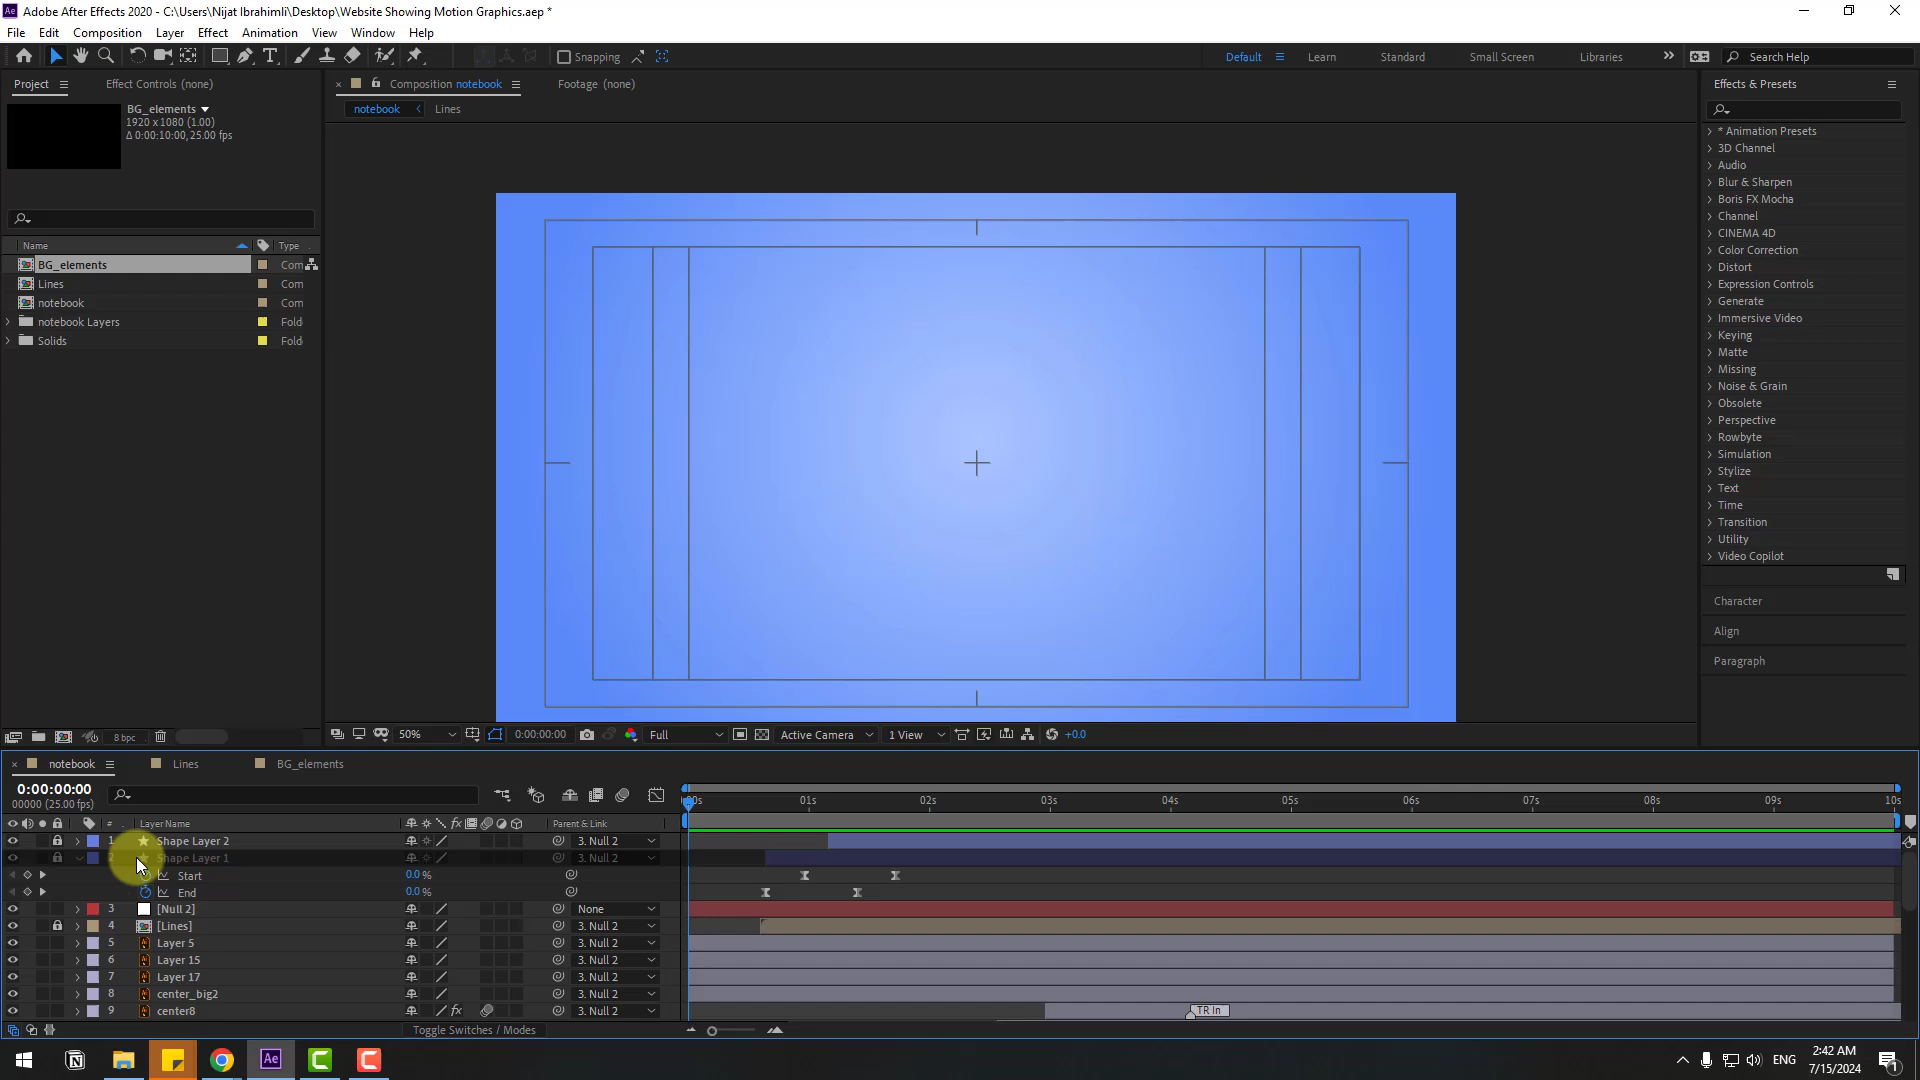 Adobe After Effects 2020 - C:\Users\Nijat Ibrahimli\Desktop\Website Showing Motion Graphics.aep *
File Edit Composition Layer Effect Animation View Window Help
Snapping
Default Learn Standard Small Screen Libraries Search Help
Project Effect Controls (none)
BG_elements
1920 x 1080 (1.00)
Δ 0:00:10:00, 25.00 fps
Name Type
BG_elements Com
Lines Com
notebook Com
notebook Layers Fold
Solids Fold
8 bpc
Composition notebook Footage (none)
notebook Lines
50% 0:00:00:00 Full Active Camera 1 View +0.0
Effects & Presets
* Animation Presets
3D Channel
Audio
Blur & Sharpen
Boris FX Mocha
Channel
CINEMA 4D
Color Correction
Distort
Expression Controls
Generate
Immersive Video
Keying
Matte
Missing
Noise & Grain
Obsolete
Perspective
Rowbyte
Simulation
Stylize
Text
Time
Transition
Utility
Video Copilot
Character
Align
Paragraph
notebook Lines BG_elements
0:00:00:00
00000 (25.00 fps)
:00s 01s 02s 03s 04s 05s 06s 07s 08s 09s 10s
# Layer Name fx Parent & Link
1 Shape Layer 2 3. Null 2
2 Shape Layer 1 3. Null 2
Start 0.0 %
End 0.0 %
3 [Null 2] None
4 [Lines] 3. Null 2
5 Layer 5 3. Null 2
6 Layer 15 3. Null 2
7 Layer 17 3. Null 2
8 center_big2 3. Null 2
9 center8 fx 3. Null 2 TR In
Toggle Switches / Modes
ENG 2:42 AM
7/15/2024
1